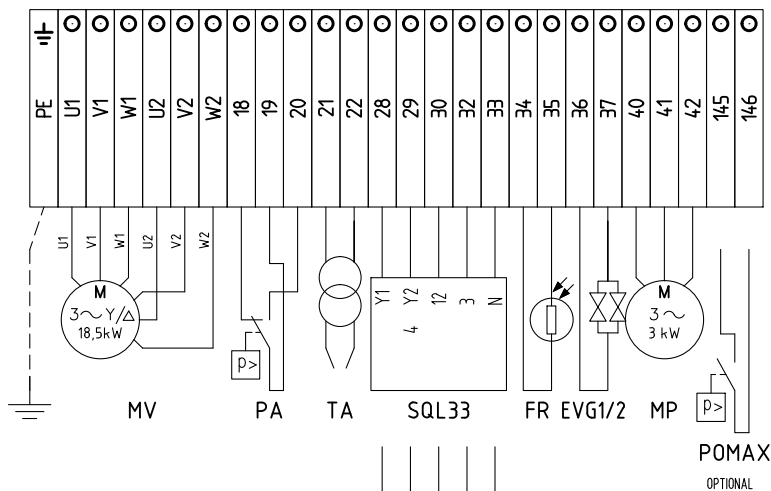 PE U1 V1 W1 U2 V2 W2 18 19 20 21 22 28 29 30 32 33 34 35 36 37 40 41 42 145 146
U1 V1 W1 U2 V2 W2
M
3~ Y/△
18,5kW
p>
Y1 Y2 12 3 N
4
M
3~
3 kW
p>
MV PA TA SQL33 FR EVG1/2 MP
POMAX
OPTIONAL